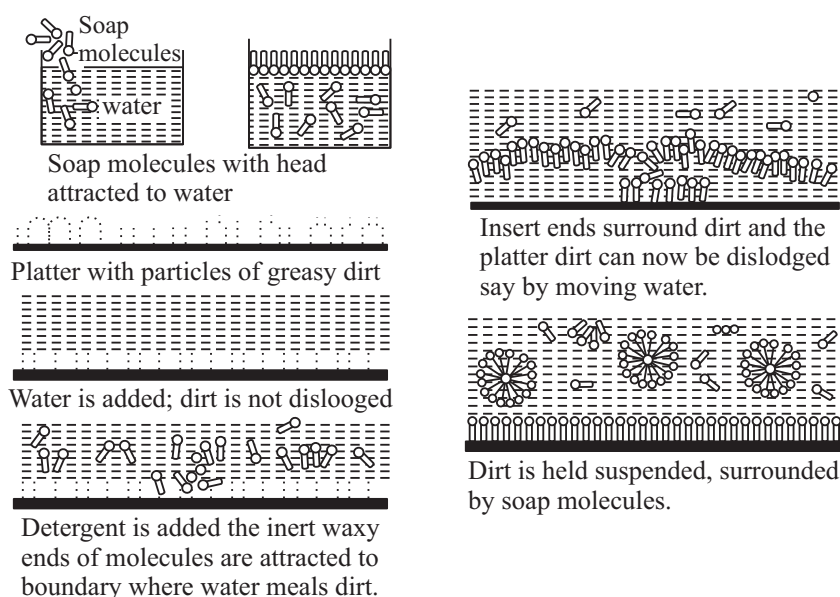 Soap
molecules
water
Soap molecules with head
attracted to water
Platter with particles of greasy dirt
Water is added; dirt is not dislooged
Detergent is added the inert waxy
ends of molecules are attracted to
boundary where water meals dirt.
Insert ends surround dirt and the
platter dirt can now be dislodged
say by moving water.
Dirt is held suspended, surrounded
by soap molecules.